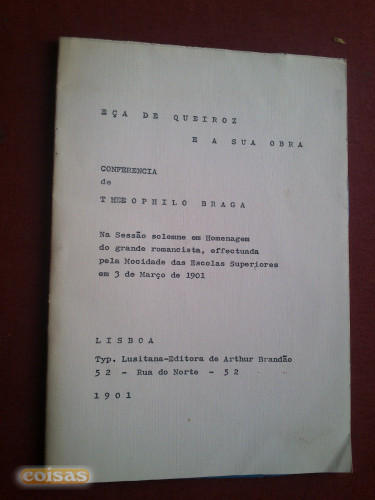 EÇA DE QUEIROZ
E A SUA OBRA
CONFERENCIA
de
THEOPHILO BRAGA
Na Sessão solemne em Homenagem
do grande romancista, effectuada
pela Mocidade das Escolas Superiores
em 3 de Março de 1901
LISBOA
Typ. Lusitana-Editora de Arthur Brandão
52 - Rua do Norte - 52
1901
coisas